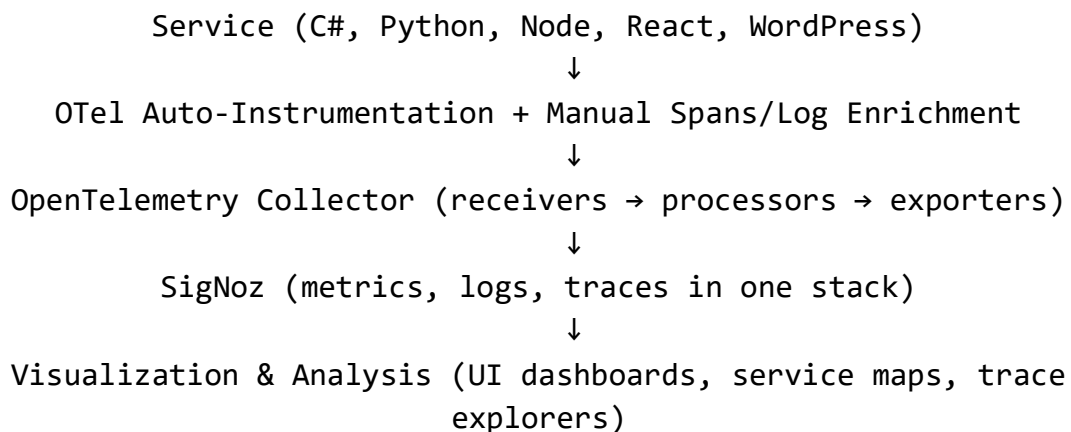 Service (C#, Python, Node, React, WordPress)
↓
OTel Auto-Instrumentation + Manual Spans/Log Enrichment
↓
OpenTelemetry Collector (receivers → processors → exporters)
↓
SigNoz (metrics, logs, traces in one stack)
↓
Visualization & Analysis (UI dashboards, service maps, trace
explorers)